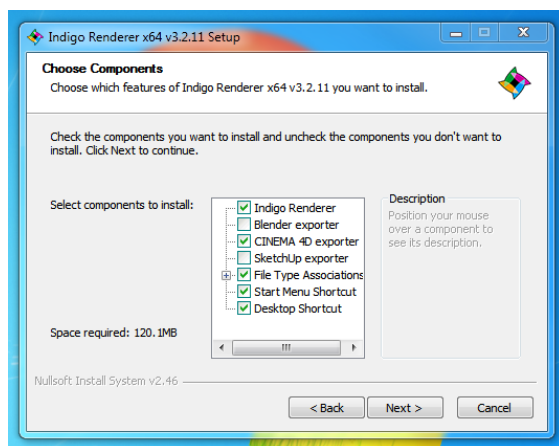 Indigo Renderer x64 v3.2.11 Setup
Choose Components
Choose which features of Indigo Renderer x64 v3.2.11 you want to install.
Check the components you want to install and uncheck the components you don't want to
install. Click Next to continue.
Select components to install:
Indigo Renderer
Blender exporter
CINEMA 4D exporter
SketchUp exporter
File Type Associations
Start Menu Shortcut
Desktop Shortcut
Description
Position your mouse
over a component to
see its description.
Space required: 120.1MB
Nullsoft Install System v2.46
< Back
Next >
Cancel